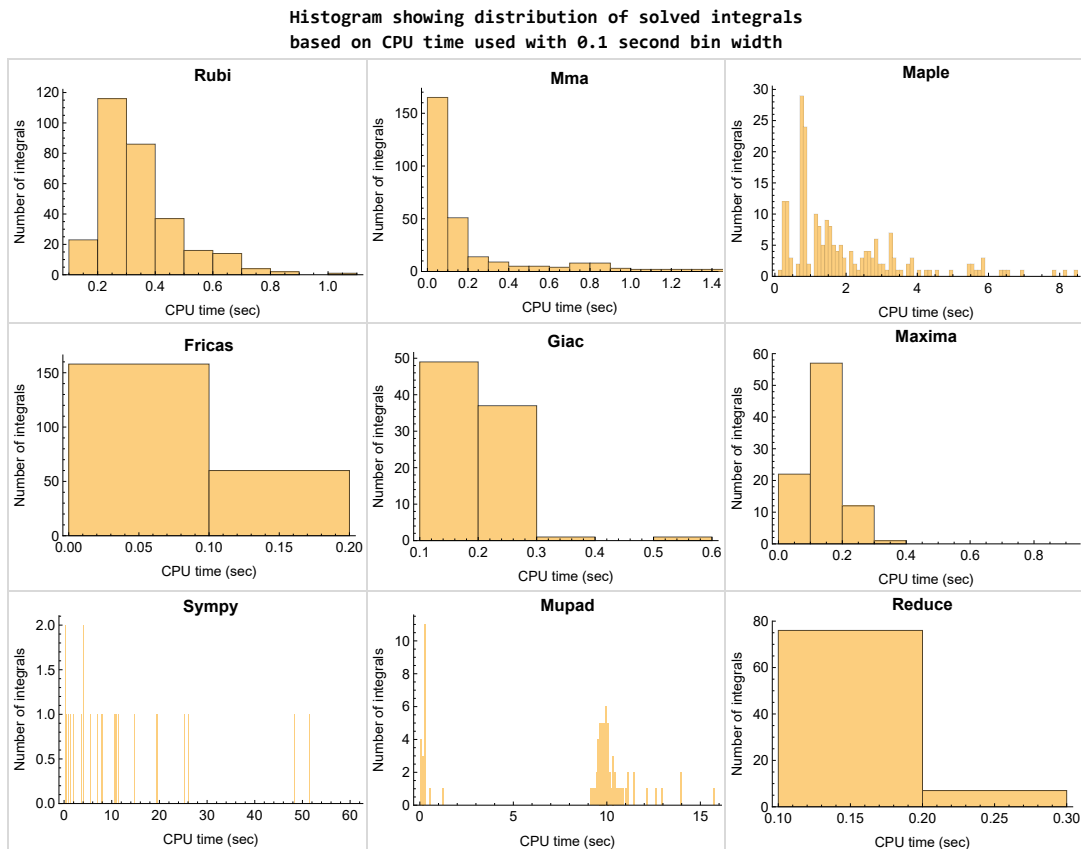 Histogram showing distribution of solved integrals
based on CPU time used with 0.1 second bin width
Rubi
Number of integrals
0
20
40
60
80
100
120
0.2 0.4 0.6 0.8 1.0
CPU time (sec)
Mma
Number of integrals
0
50
100
150
0.0 0.2 0.4 0.6 0.8 1.0 1.2 1.4
CPU time (sec)
Maple
Number of integrals
0
5
10
15
20
25
30
0 2 4 6 8
CPU time (sec)
Fricas
Number of integrals
0
50
100
150
0.00 0.05 0.10 0.15 0.20
CPU time (sec)
Giac
Number of integrals
0
10
20
30
40
50
0.1 0.2 0.3 0.4 0.5 0.6
CPU time (sec)
Maxima
Number of integrals
0
10
20
30
40
50
60
0.0 0.2 0.4 0.6 0.8
CPU time (sec)
Sympy
Number of integrals
0.0
0.5
1.0
1.5
2.0
0 10 20 30 40 50 60
CPU time (sec)
Mupad
Number of integrals
0
2
4
6
8
10
0 5 10 15
CPU time (sec)
Reduce
Number of integrals
0
20
40
60
80
0.10 0.15 0.20 0.25 0.30
CPU time (sec)